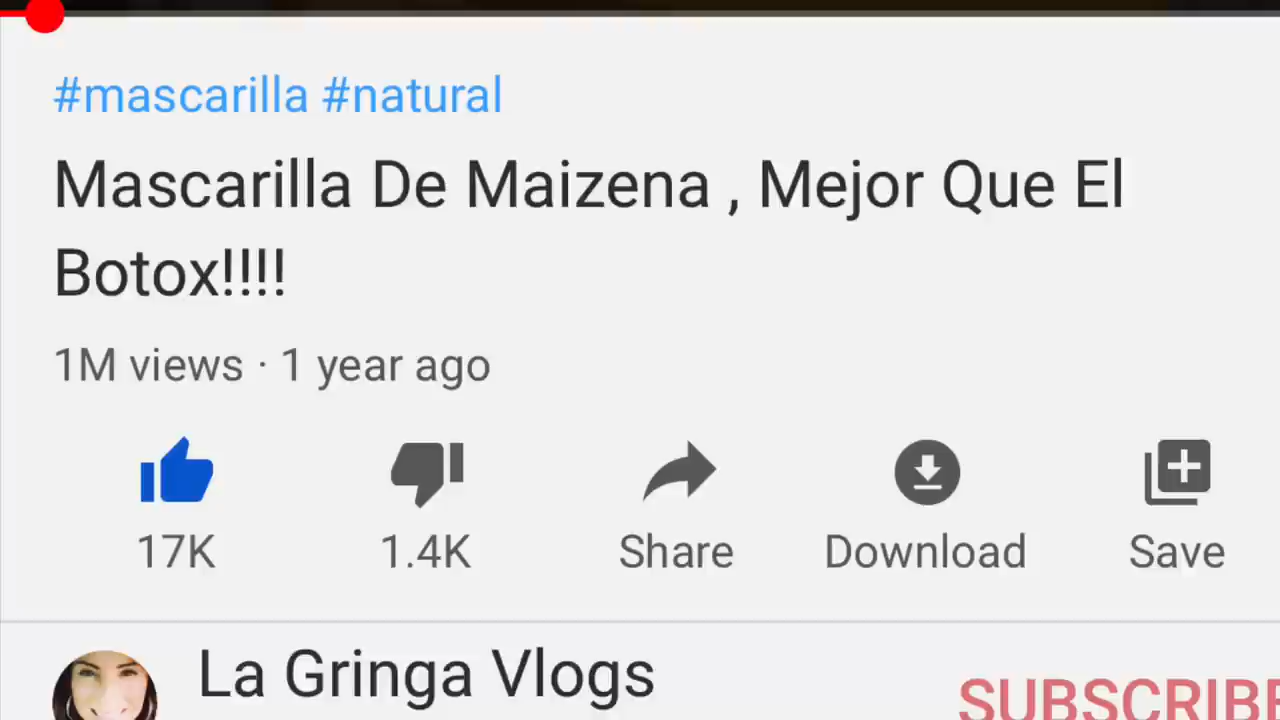 #mascarilla #natural
Mascarilla De Maizena , Mejor Que El
Botox!!!!
1M views · 1 year ago
17K 1.4K Share Download Save
La Gringa Vlogs
SUBSCRIBE